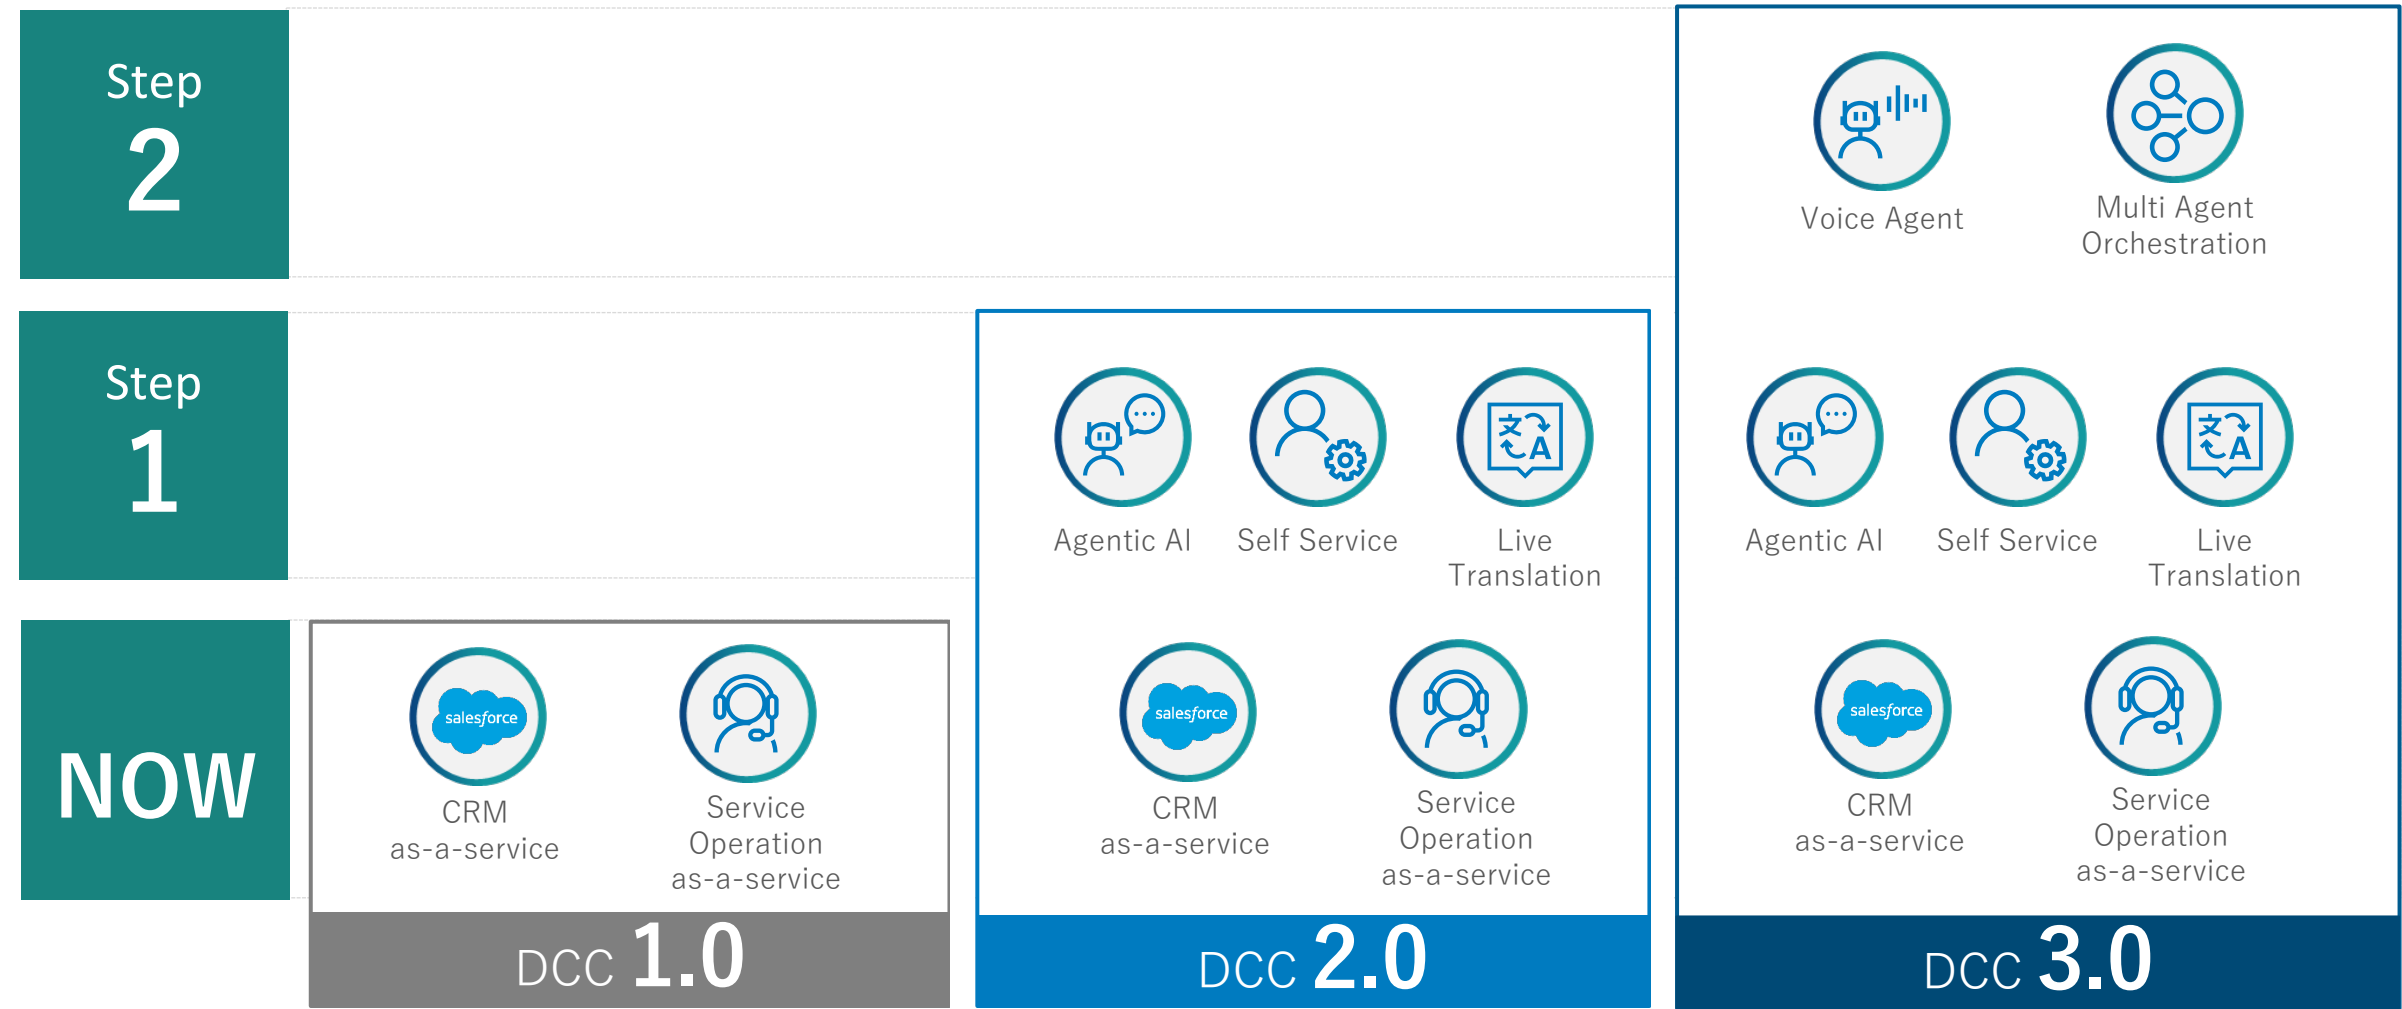 Step
2
Voice Agent
Multi Agent
Orchestration
Step
1
文
A
Agentic AI
Self Service
Live
Translation
文
A
Agentic AI
Self Service
Live
Translation
NOW
salesforce
CRM
as-a-service
Service
Operation
as-a-service
DCC 1.0
salesforce
CRM
as-a-service
Service
Operation
as-a-service
DCC 2.0
salesforce
CRM
as-a-service
Service
Operation
as-a-service
DCC 3.0